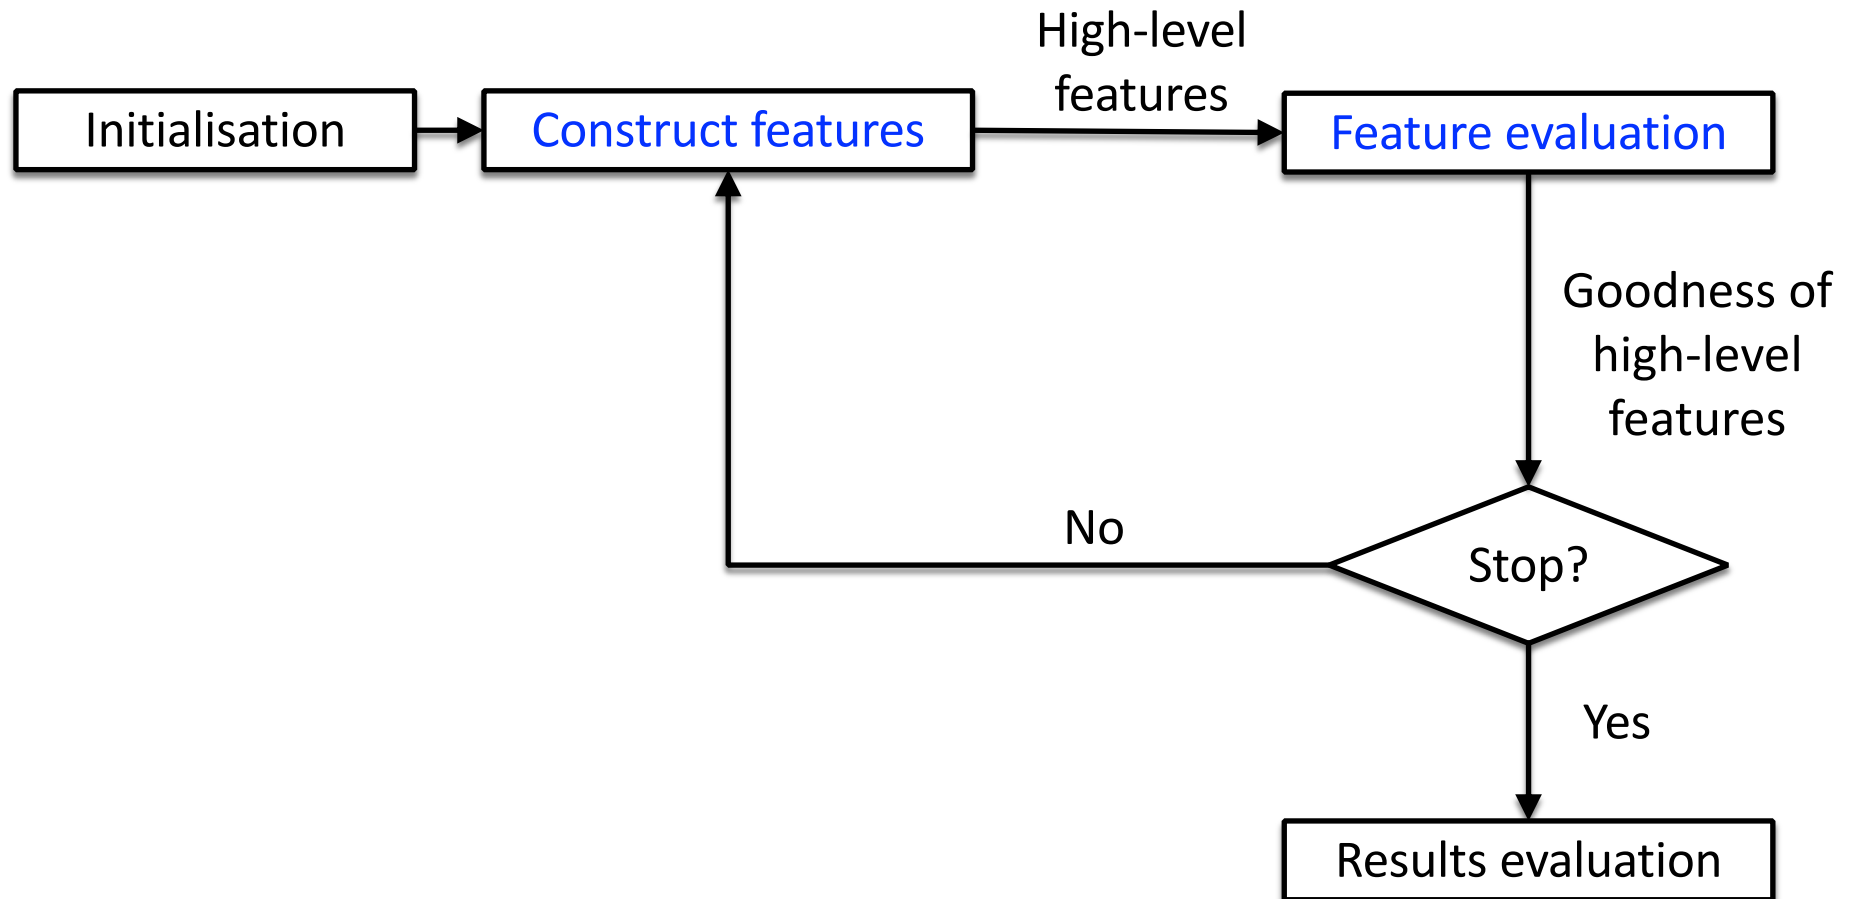 High-level
features
Initialisation
Construct features
Feature evaluation
Goodness of
high-level
features
No
Stop?
Yes
Results evaluation